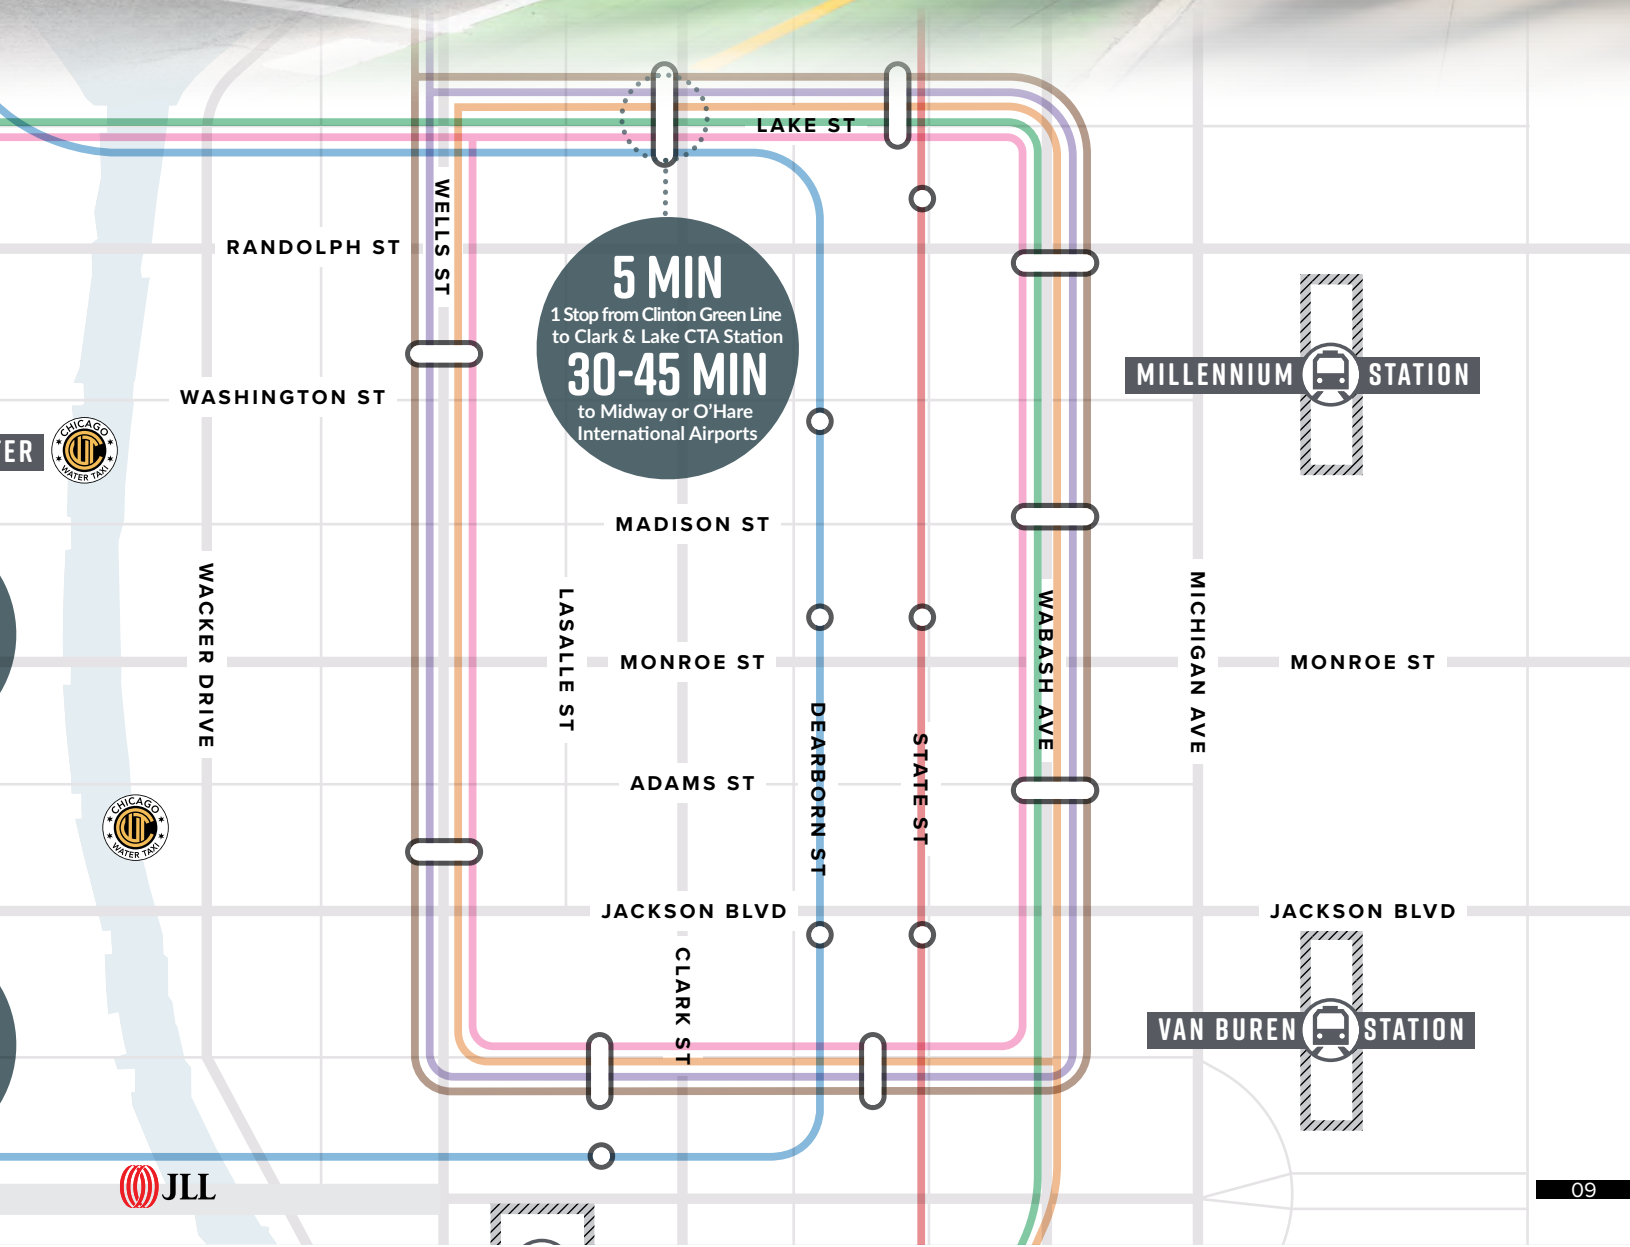 LAKE ST
WELLS ST
RANDOLPH ST
5 MIN
1 Stop from Clinton Green Line
to Clark & Lake CTA Station
30-45 MIN
to Midway or O'Hare
International Airports
MILLENNIUM STATION
WASHINGTON ST
TER
CHICAGO
WATER TAXI
MADISON ST
WACKER DRIVE
LASALLE ST
MONROE ST
WABASH AVE
MICHIGAN AVE
MONROE ST
DEARBORN ST
STATE ST
ADAMS ST
CHICAGO
WATER TAXI
JACKSON BLVD
JACKSON BLVD
CLARK ST
VAN BUREN STATION
JLL
09